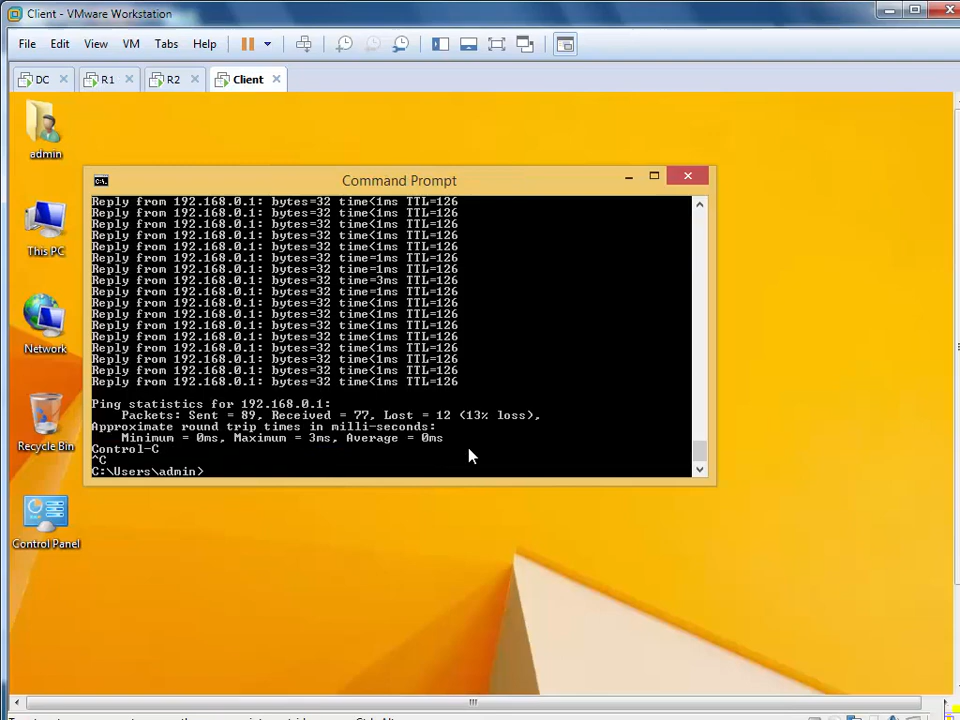 Client - VMware Workstation
File Edit View VM Tabs Help
DC R1 R2 Client
admin
This PC
Network
Recycle Bin
Control Panel
Command Prompt
Reply from 192.168.0.1: bytes=32 time<1ms TTL=126
Reply from 192.168.0.1: bytes=32 time<1ms TTL=126
Reply from 192.168.0.1: bytes=32 time<1ms TTL=126
Reply from 192.168.0.1: bytes=32 time<1ms TTL=126
Reply from 192.168.0.1: bytes=32 time<1ms TTL=126
Reply from 192.168.0.1: bytes=32 time=1ms TTL=126
Reply from 192.168.0.1: bytes=32 time=1ms TTL=126
Reply from 192.168.0.1: bytes=32 time=3ms TTL=126
Reply from 192.168.0.1: bytes=32 time=1ms TTL=126
Reply from 192.168.0.1: bytes=32 time<1ms TTL=126
Reply from 192.168.0.1: bytes=32 time<1ms TTL=126
Reply from 192.168.0.1: bytes=32 time<1ms TTL=126
Reply from 192.168.0.1: bytes=32 time<1ms TTL=126
Reply from 192.168.0.1: bytes=32 time<1ms TTL=126
Reply from 192.168.0.1: bytes=32 time<1ms TTL=126
Reply from 192.168.0.1: bytes=32 time<1ms TTL=126
Reply from 192.168.0.1: bytes=32 time<1ms TTL=126
Ping statistics for 192.168.0.1:
Packets: Sent = 89, Received = 77, Lost = 12 (13% loss),
Approximate round trip times in milli-seconds:
Minimum = 0ms, Maximum = 3ms, Average = 0ms
Control-C
^C
C:\Users\admin>